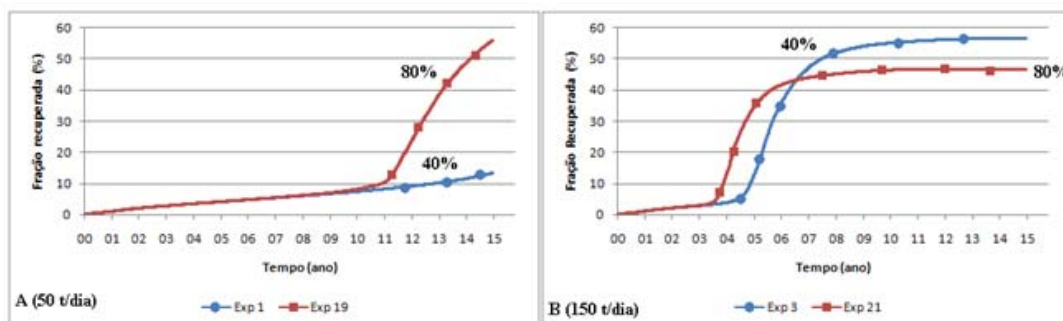 Fração recuperada (%)
60
50
40
30
20
10
0
80%
40%
00 01 02 03 04 05 06 07 08 09 10 11 12 13 14 15
Tempo (ano)
A (50 t/dia)
Exp 1 Exp 19
Fração Recuperada (%)
60
50
40
30
20
10
0
40%
80%
00 01 02 03 04 05 06 07 08 09 10 11 12 13 14 15
Tempo (ano)
B (150 t/dia)
Exp 3 Exp 21